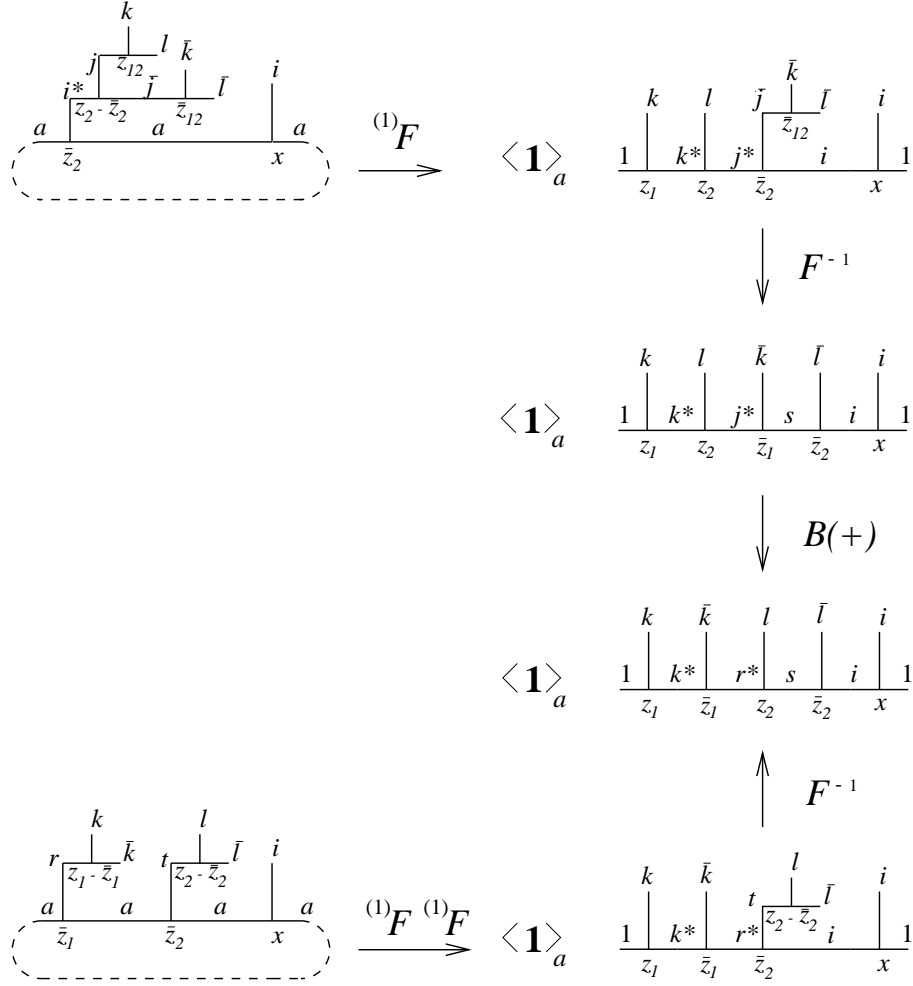 k
j z₁₂ l k̄
i* z₂ - z̄₂ j̄ z̄₁₂ l̄ i
a z̄₂ a x a
⁽¹⁾F
⟨1⟩ₐ
k l j̄ k̄ z̄₁₂ l̄ i
1 k* j* i 1
z₁ z₂ z̄₂ x
F⁻¹
k l k̄ l̄ i
⟨1⟩ₐ
1 k* j* s i 1
z₁ z₂ z̄₁ z̄₂ x
B(+)
k k̄ l l̄ i
⟨1⟩ₐ
1 k* r* s i 1
z₁ z̄₁ z₂ z̄₂ x
F⁻¹
k l
r z₁ - z̄₁ k̄ t z₂ - z̄₂ l̄ i
a a a a
z̄₁ z̄₂ x
⁽¹⁾F ⁽¹⁾F
⟨1⟩ₐ
k k̄ t l z₂ - z̄₂ l̄ i
1 k* r* i 1
z₁ z̄₁ z̄₂ x